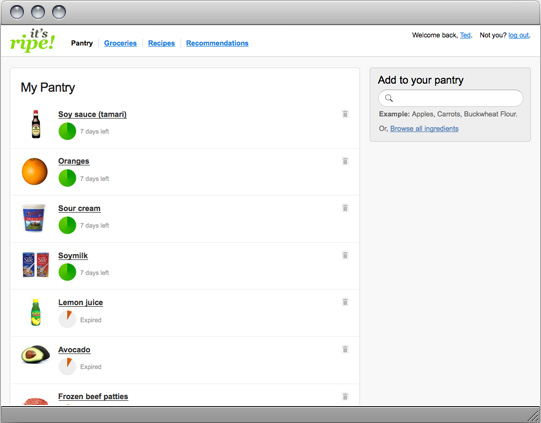 it's
ripe!
Pantry
Groceries
Recipes
Recommendations
Welcome back, Ted. Not you? log out.
My Pantry
Soy sauce (tamari)
7 days left
Oranges
7 days left
Sour cream
7 days left
Soymilk
7 days left
Lemon juice
Expired
Avocado
Expired
Frozen beef patties
Add to your pantry
Example: Apples, Carrots, Buckwheat Flour.
Or, Browse all ingredients